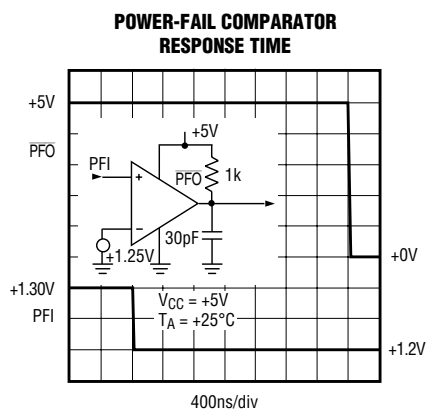 POWER-FAIL COMPARATOR
RESPONSE TIME
+5V
PFO
+5V
PFI
PFO
1k
+
–
30pF
+1.25V
+0V
+1.30V
PFI
VCC = +5V
TA = +25°C
+1.2V
400ns/div